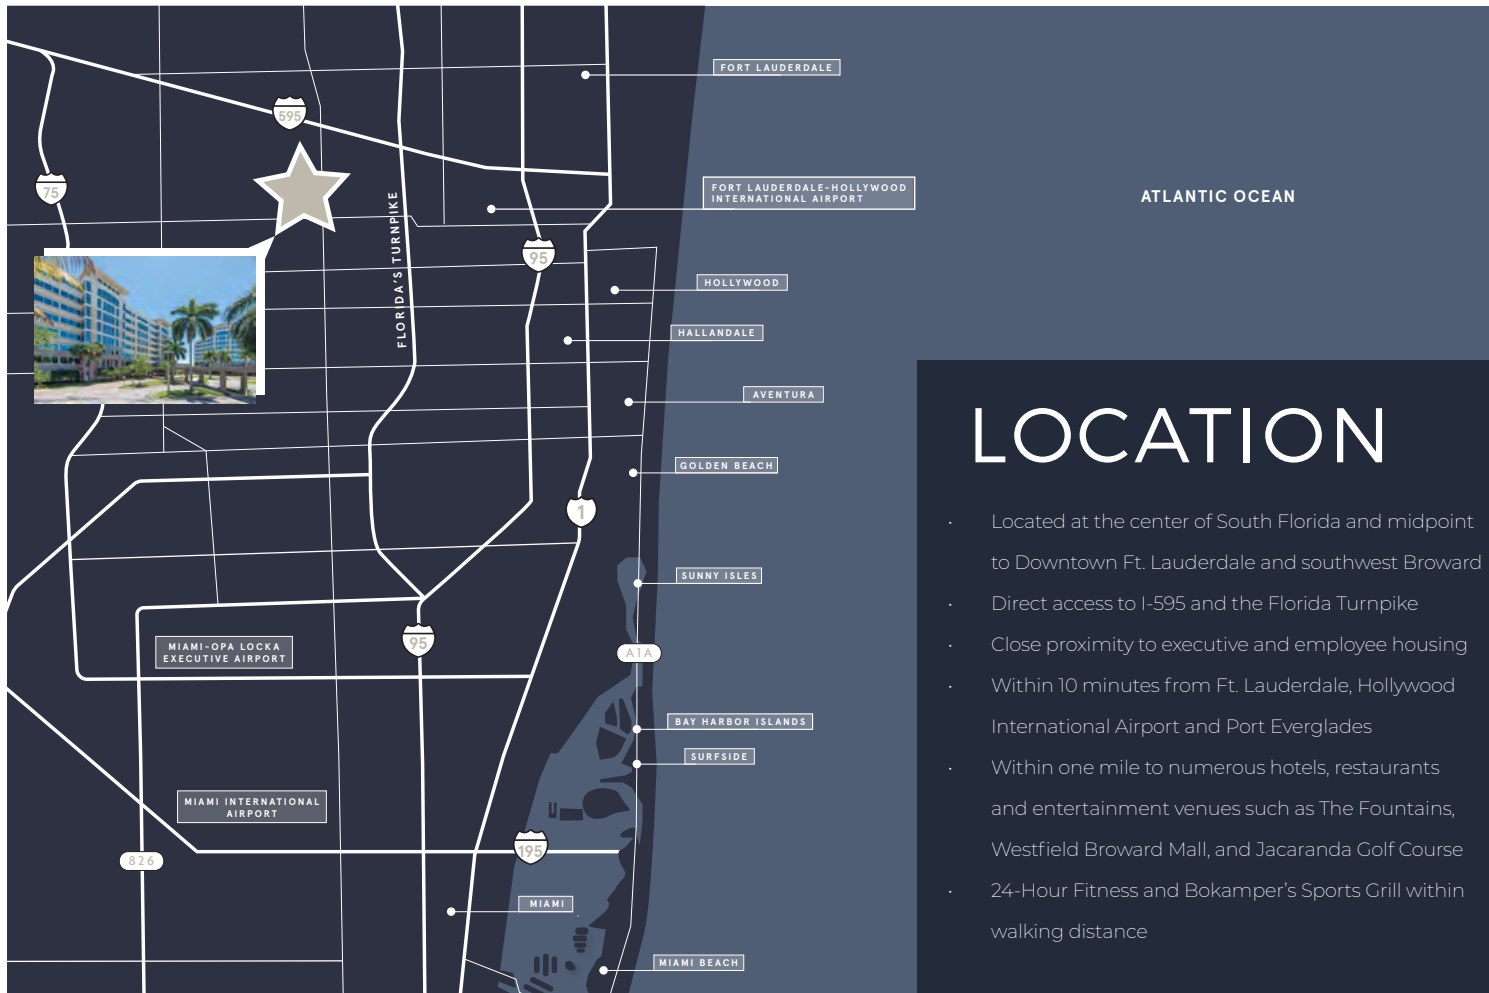 FORT LAUDERDALE
595
75
FORT LAUDERDALE-HOLLYWOOD
INTERNATIONAL AIRPORT
ATLANTIC OCEAN
FLORIDA'S TURNPIKE
95
HOLLYWOOD
HALLANDALE
AVENTURA
GOLDEN BEACH
1
SUNNY ISLES
95
MIAMI-OPA LOCKA
EXECUTIVE AIRPORT
A1A
BAY HARBOR ISLANDS
SURFSIDE
MIAMI INTERNATIONAL
AIRPORT
826
195
MIAMI
MIAMI BEACH
LOCATION
· Located at the center of South Florida and midpoint
to Downtown Ft. Lauderdale and southwest Broward
· Direct access to I-595 and the Florida Turnpike
· Close proximity to executive and employee housing
· Within 10 minutes from Ft. Lauderdale, Hollywood
International Airport and Port Everglades
· Within one mile to numerous hotels, restaurants
and entertainment venues such as The Fountains,
Westfield Broward Mall, and Jacaranda Golf Course
· 24-Hour Fitness and Bokamper's Sports Grill within
walking distance